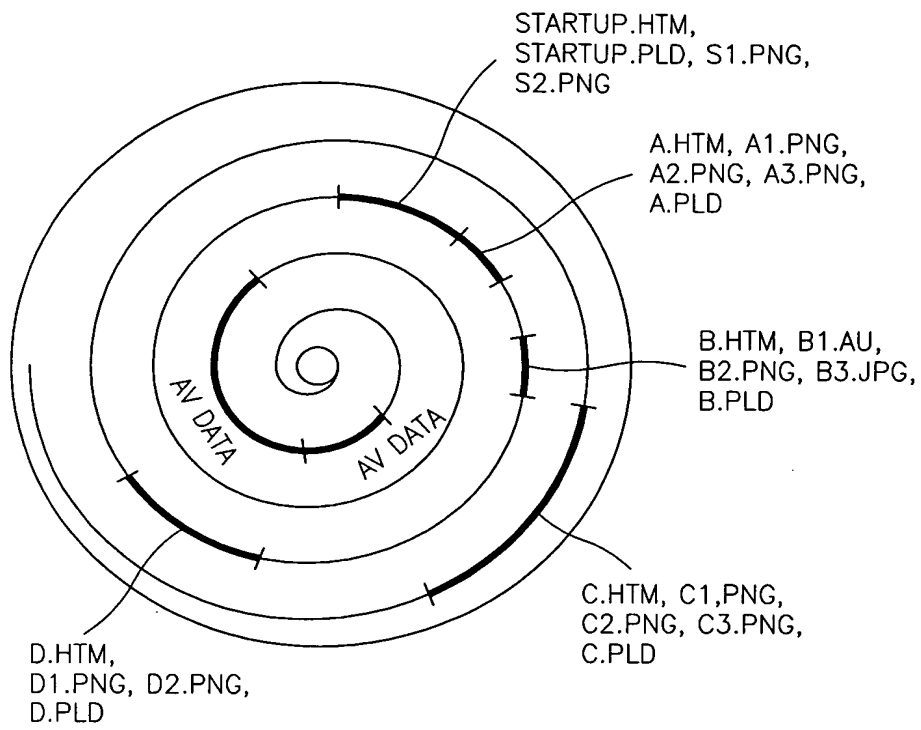 STARTUP.HTM,
STARTUP.PLD, S1.PNG,
S2.PNG
A.HTM, A1.PNG,
A2.PNG, A3.PNG,
A.PLD
B.HTM, B1.AU,
B2.PNG, B3.JPG,
B.PLD
AV DATA
AV DATA
C.HTM, C1,PNG,
C2.PNG, C3.PNG,
C.PLD
D.HTM,
D1.PNG, D2.PNG,
D.PLD